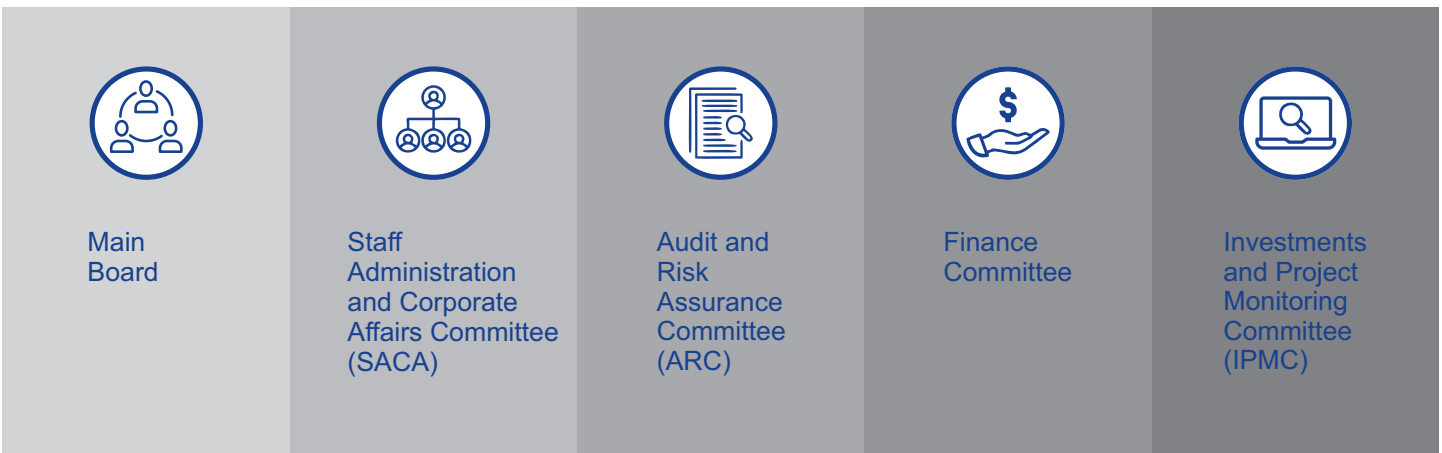 Main
Board
Staff
Administration
and Corporate
Affairs Committee
(SACA)
Audit and
Risk
Assurance
Committee
(ARC)
$
Finance
Committee
Investments
and Project
Monitoring
Committee
(IPMC)